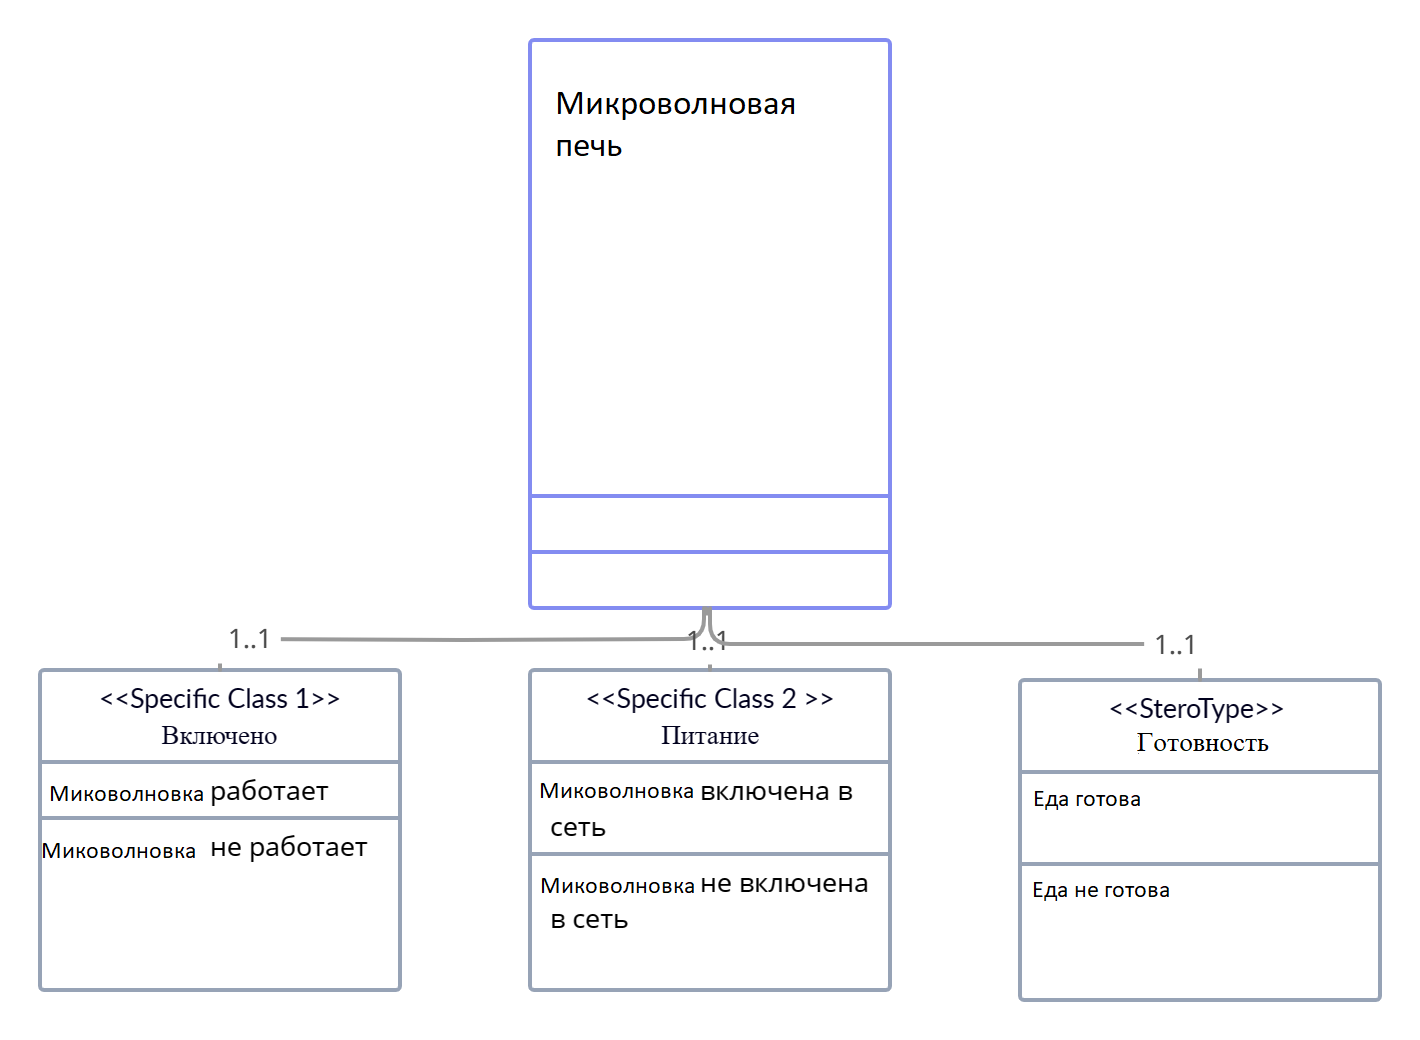 Микроволновая
печь
1..1
1..1
1..1
<<Specific Class 1>>
Включено
Миковолновка работает
Миковолновка не работает
<<Specific Class 2 >>
Питание
Миковолновка включена в
сеть
Миковолновка не включена
в сеть
<<SteroType>>
Готовность
Еда готова
Еда не готова